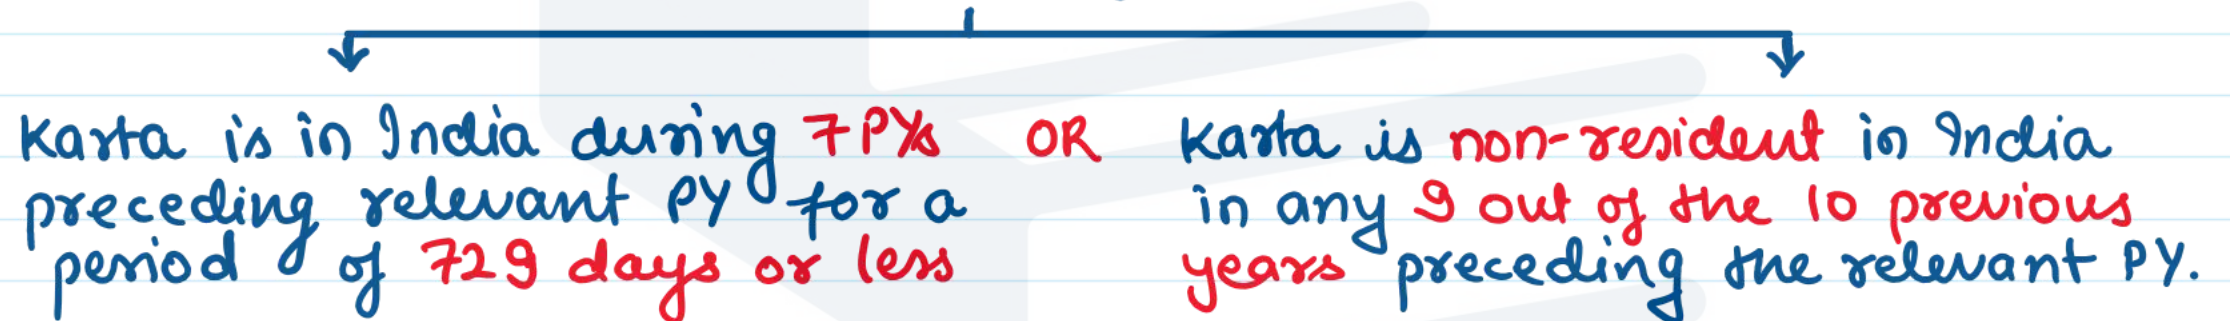 Karta is in India during 7 PYs
preceding relevant PY for a
period of 729 days or less
OR
Karta is non-resident in India
in any 9 out of the 10 previous
years preceding the relevant PY.